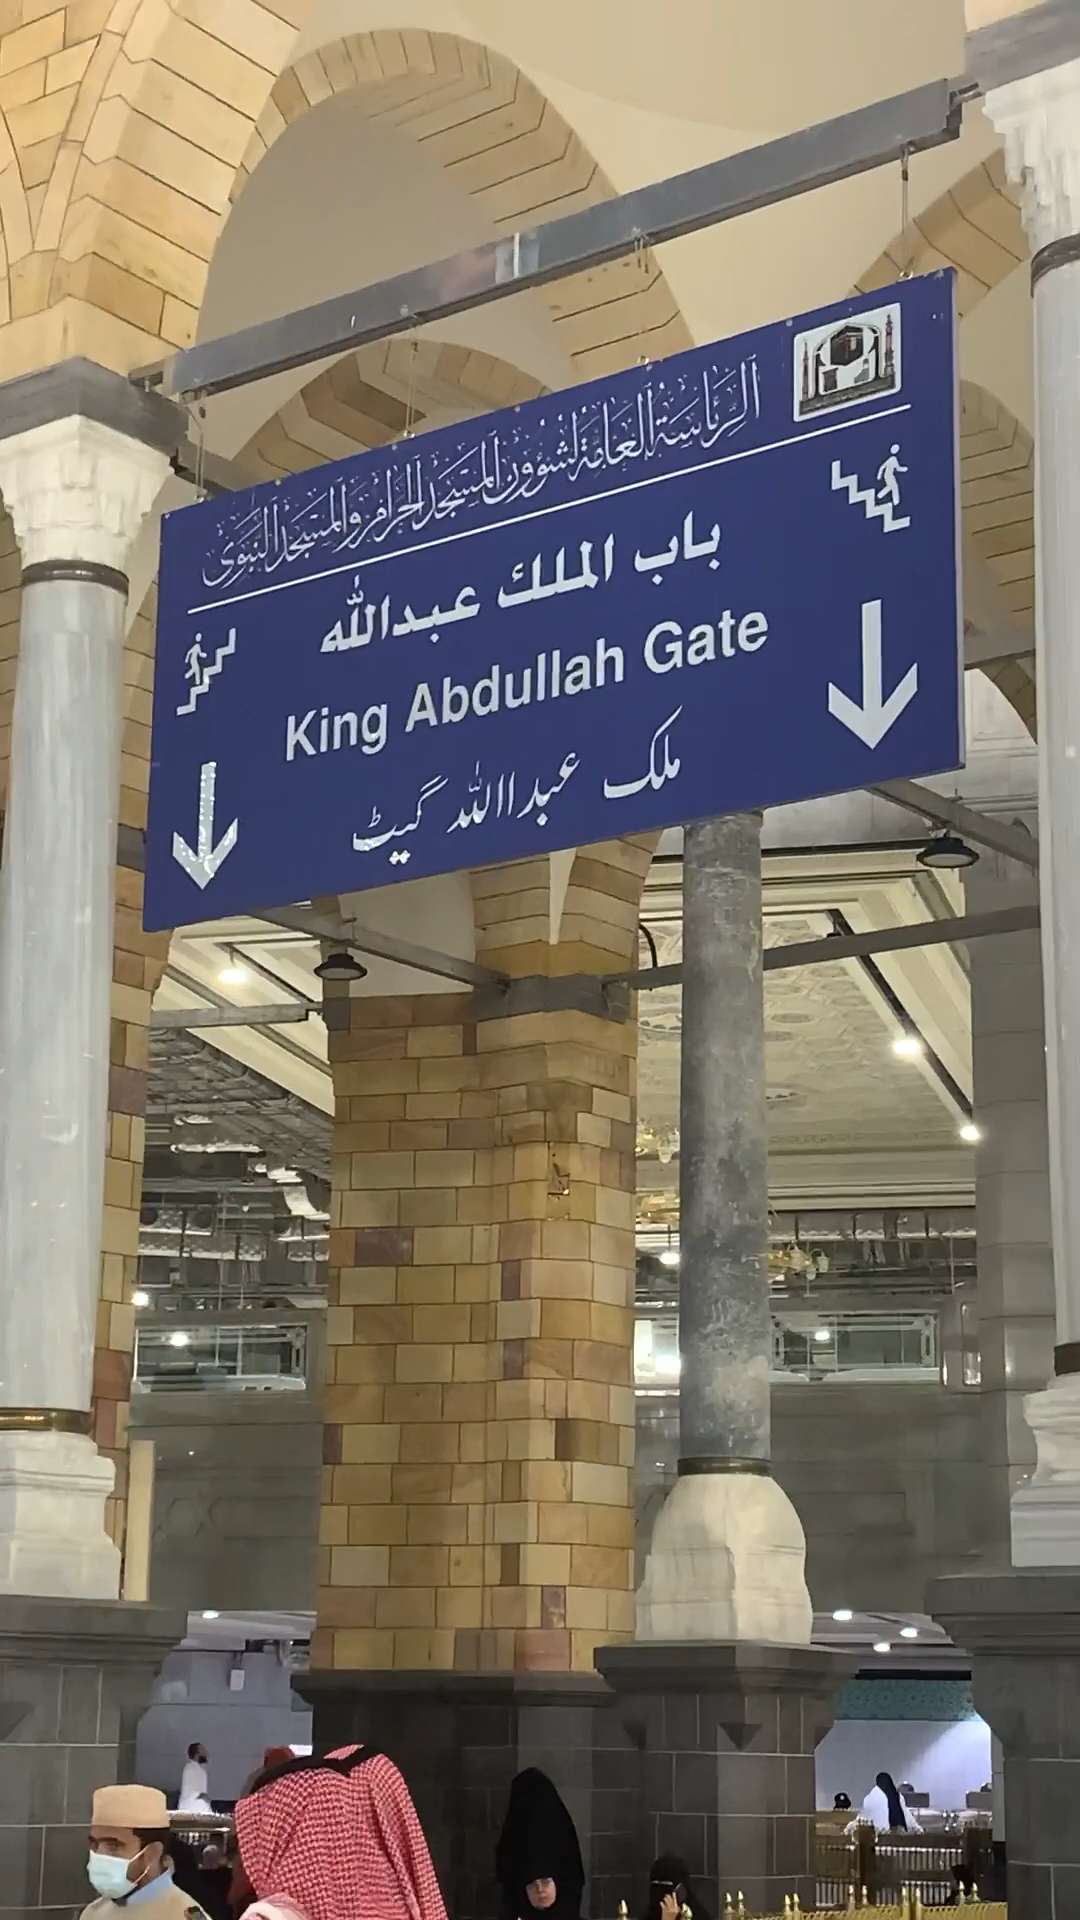 الرئاسة العامة لشؤون المسجد الحرام والمسجد النبوي
باب الملك عبدالله
King Abdullah Gate
ملک عبداللہ گیٹ